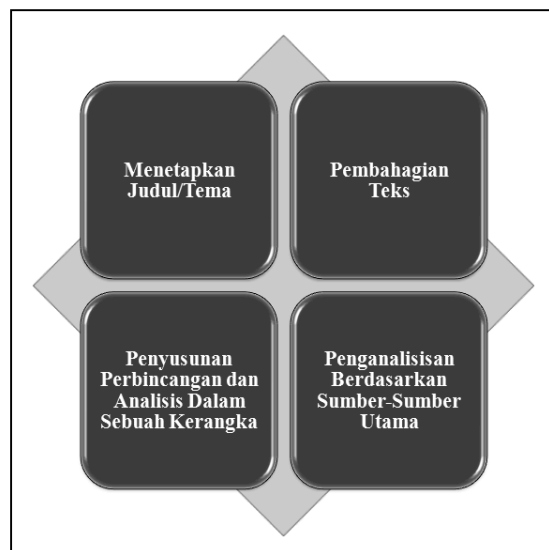 Menetapkan
Judul/Tema
Pembahagian
Teks
Penyusunan
Perbincangan dan
Analisis Dalam
Sebuah Kerangka
Penganalisisan
Berdasarkan
Sumber-Sumber
Utama